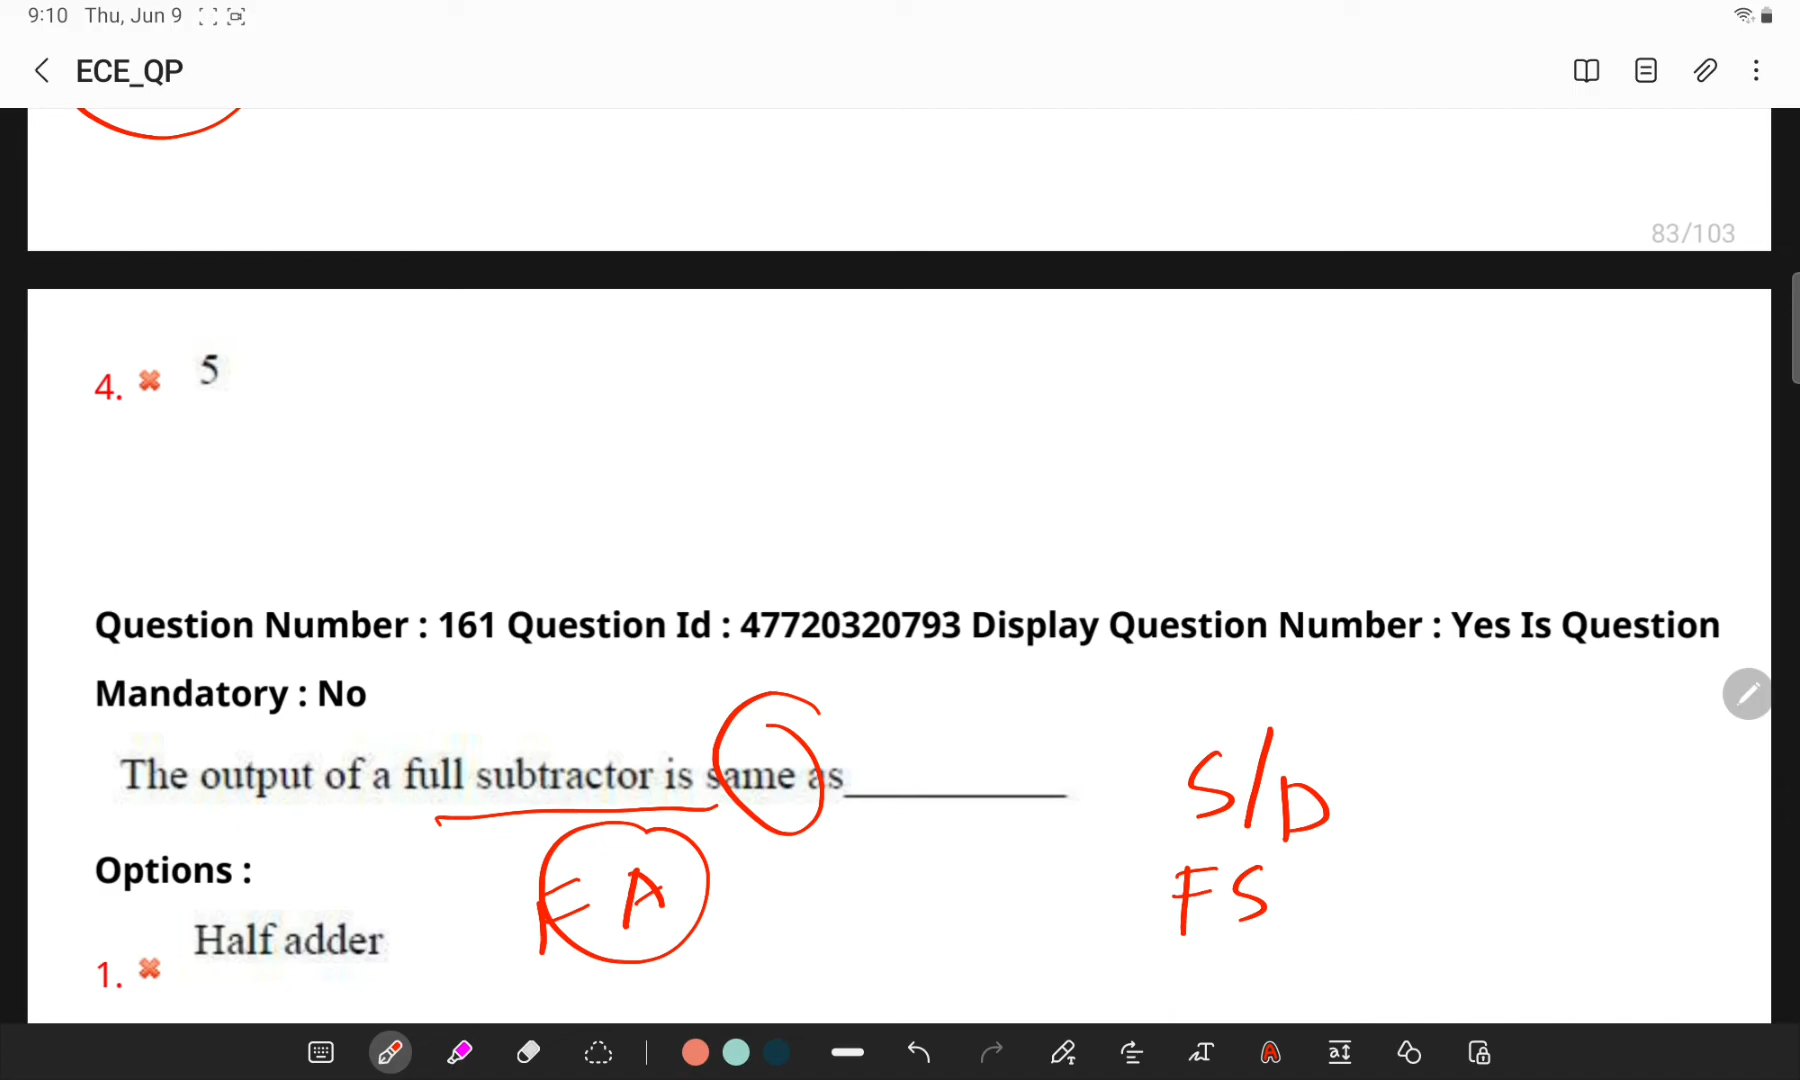 9:10 Thu, Jun 9
ECE_QP
83/103
4. 5
Question Number : 161 Question Id : 47720320793 Display Question Number : Yes Is Question
Mandatory : No
The output of a full subtractor is same as__________
S/D
Options :
FA
FS
Half adder
1.